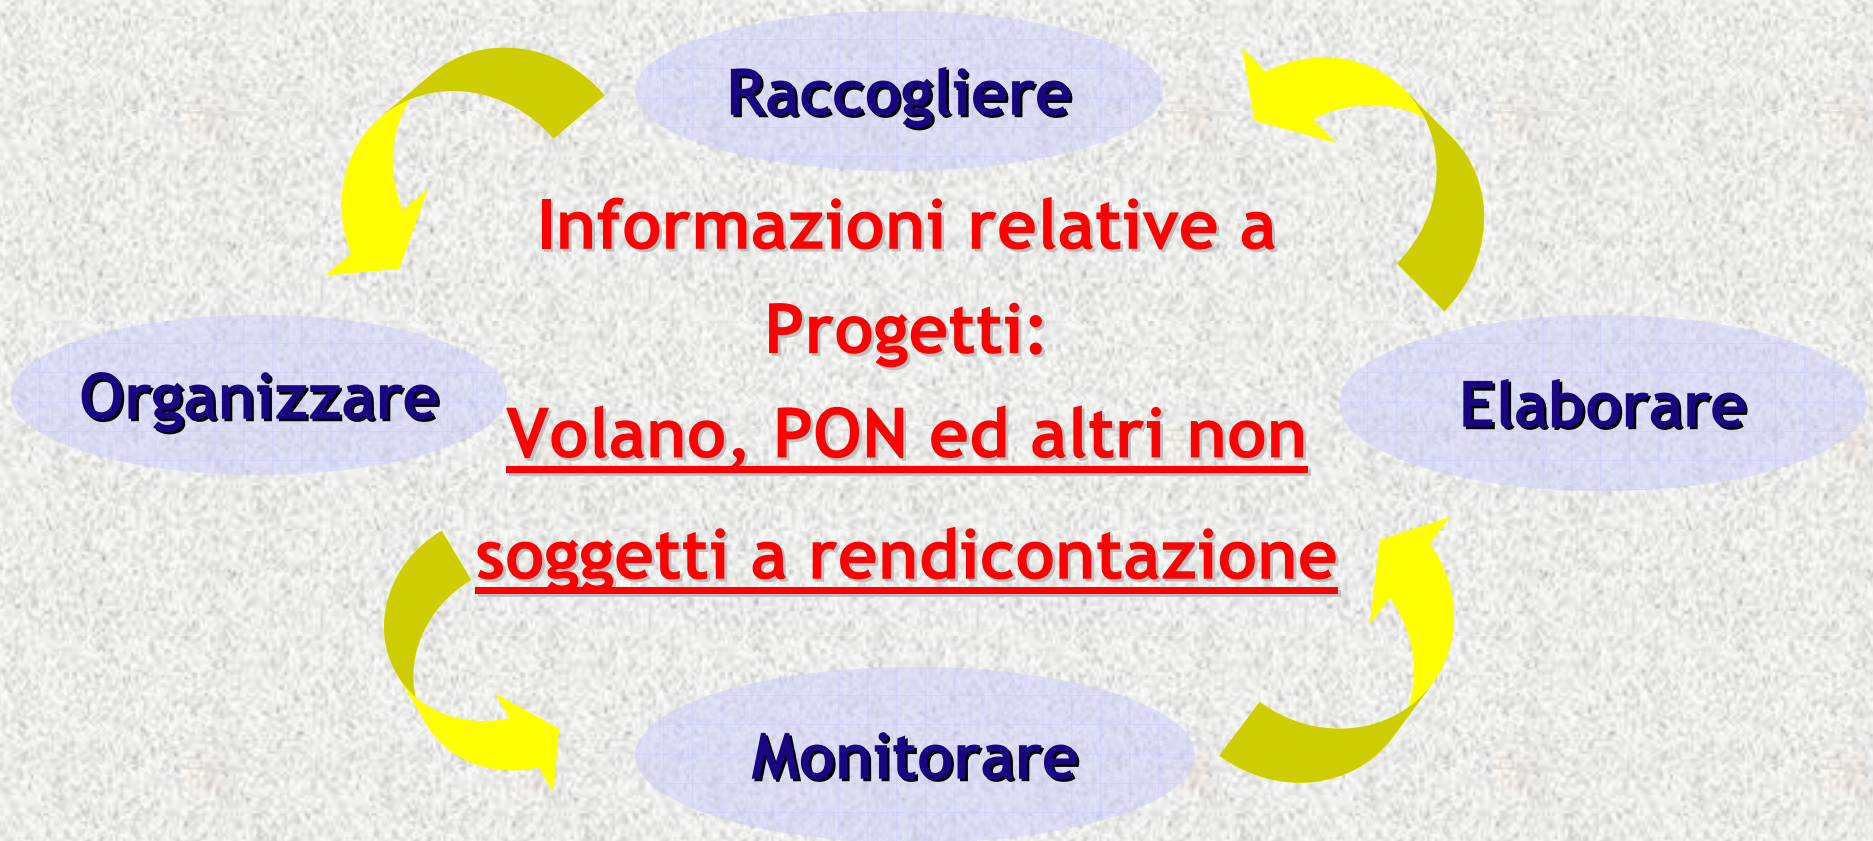 Raccogliere
Informazioni relative a
Progetti:
Organizzare
Elaborare
Volano, PON ed altri non
soggetti a rendicontazione
Monitorare